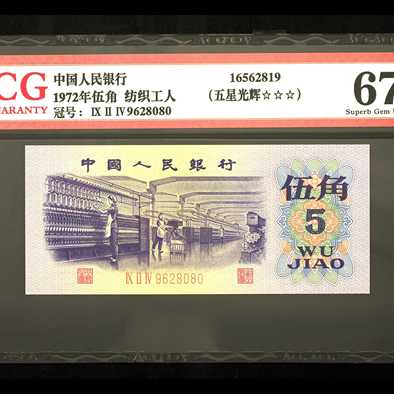 CG
GUARANTY
中国人民银行
1972年伍角 纺织工人
冠号： IX II IV 9628080
16562819
(五星光辉☆☆☆)
67
Superb Gem
中國人民銀行
伍角
5
WU
JIAO
IX II IV 9628080